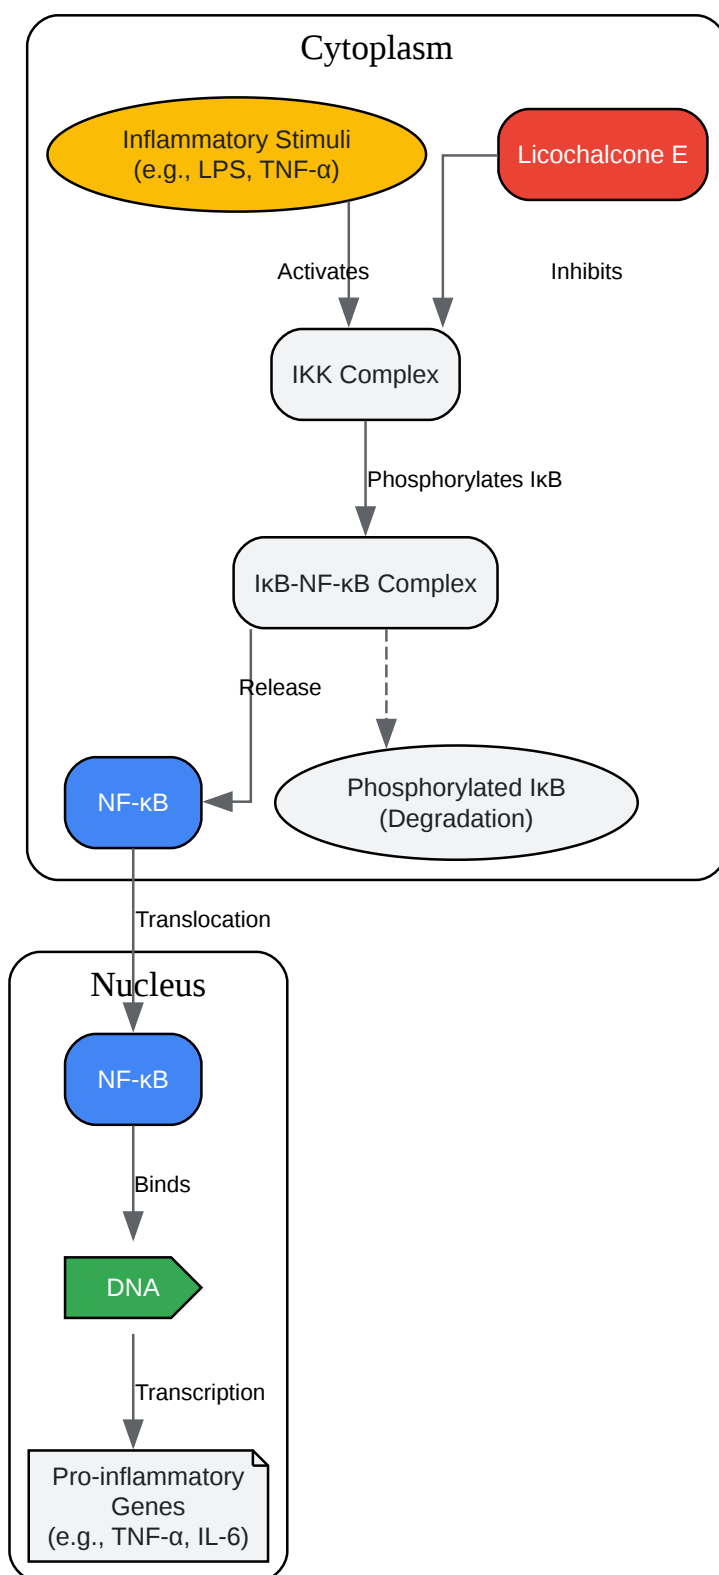 Cytoplasm
Inflammatory Stimuli
(e.g., LPS, TNF-α)
Licochalcone E
Activates
Inhibits
IKK Complex
Phosphorylates IκB
IκB-NF-κB Complex
Release
NF-κB
Phosphorylated IκB
(Degradation)
Translocation
Nucleus
NF-κB
Binds
DNA
Transcription
Pro-inflammatory
Genes
(e.g., TNF-α, IL-6)